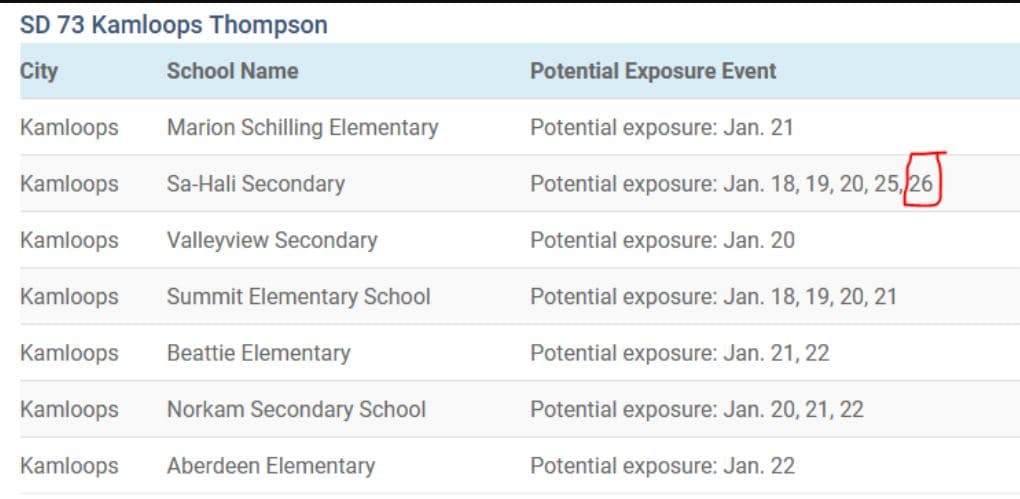 SD 73 Kamloops Thompson
City School Name Potential Exposure Event
Kamloops Marion Schilling Elementary Potential exposure: Jan. 21
Kamloops Sa-Hali Secondary Potential exposure: Jan. 18, 19, 20, 25, 26
Kamloops Valleyview Secondary Potential exposure: Jan. 20
Kamloops Summit Elementary School Potential exposure: Jan. 18, 19, 20, 21
Kamloops Beattie Elementary Potential exposure: Jan. 21, 22
Kamloops Norkam Secondary School Potential exposure: Jan. 20, 21, 22
Kamloops Aberdeen Elementary Potential exposure: Jan. 22